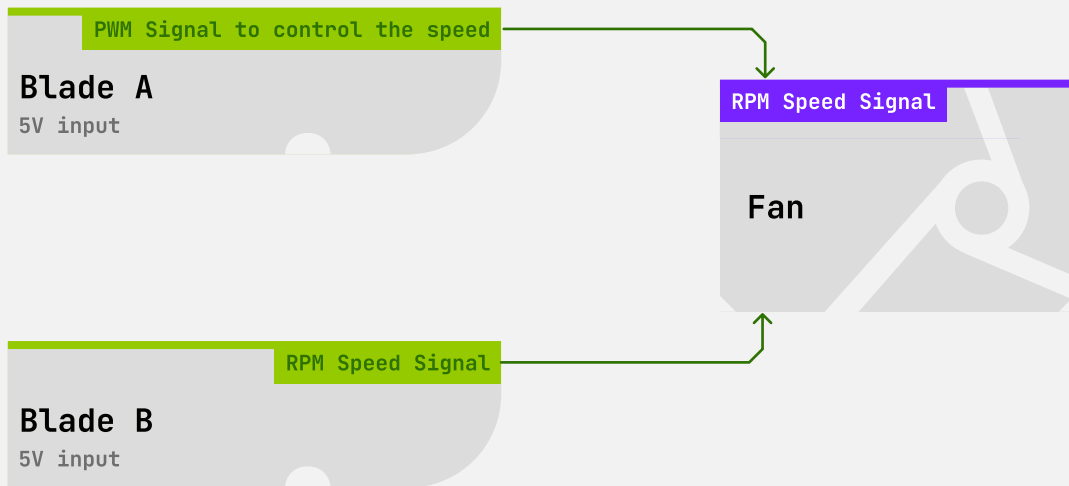 PWM Signal to control the speed
Blade A
5V input
RPM Speed Signal
Fan
RPM Speed Signal
Blade B
5V input